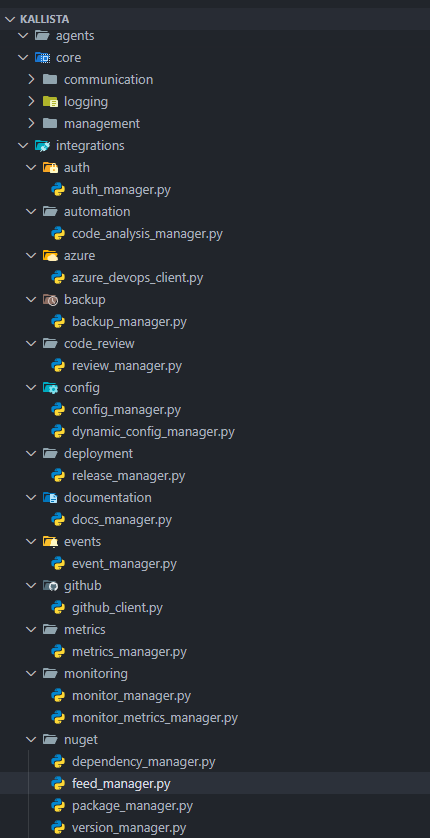 KALLISTA
agents
core
communication
logging
management
integrations
auth
auth_manager.py
automation
code_analysis_manager.py
azure
azure_devops_client.py
backup
backup_manager.py
code_review
review_manager.py
config
config_manager.py
dynamic_config_manager.py
deployment
release_manager.py
documentation
docs_manager.py
events
event_manager.py
github
github_client.py
metrics
metrics_manager.py
monitoring
monitor_manager.py
monitor_metrics_manager.py
nuget
dependency_manager.py
feed_manager.py
package_manager.py
version_manager.py